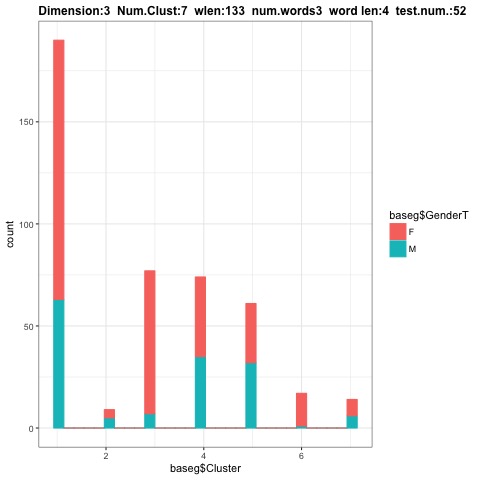 Dimension:3 Num.Clust:7 wlen:133 num.words3 word len:4 test.num.:52
150
100
50
0
count
2 4 6
baseg$Cluster
baseg$GenderT
F
M